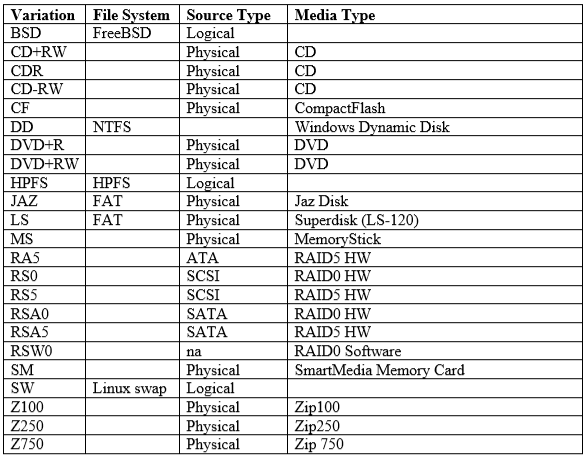 Variation File System Source Type Media Type
BSD FreeBSD Logical
CD+RW Physical CD
CDR Physical CD
CD-RW Physical CD
CF Physical CompactFlash
DD NTFS Windows Dynamic Disk
DVD+R Physical DVD
DVD+RW Physical DVD
HPFS HPFS Logical
JAZ FAT Physical Jaz Disk
LS FAT Physical Superdisk (LS-120)
MS Physical MemoryStick
RA5 ATA RAID5 HW
RS0 SCSI RAID0 HW
RS5 SCSI RAID5 HW
RSA0 SATA RAID0 HW
RSA5 SATA RAID5 HW
RSW0 na RAID0 Software
SM Physical SmartMedia Memory Card
SW Linux swap Logical
Z100 Physical Zip100
Z250 Physical Zip250
Z750 Physical Zip 750